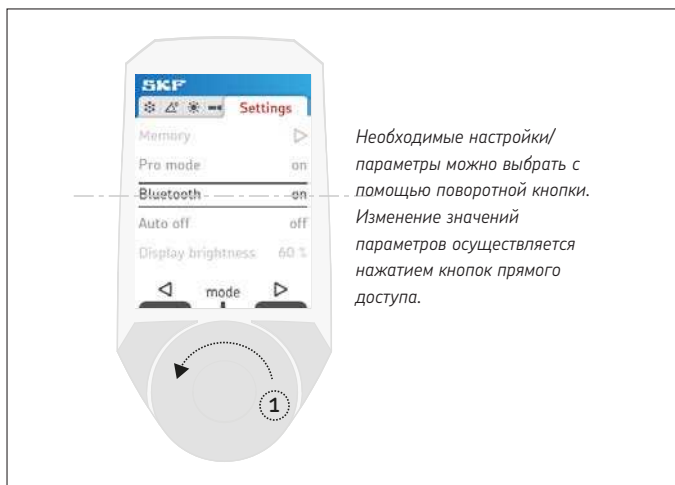 SKF
Settings
Memory
Pro mode on
Bluetooth on
Auto off off
Display brightness 60 %
mode
1
Необходимые настройки/
параметры можно выбрать с
помощью поворотной кнопки.
Изменение значений
параметров осуществляется
нажатием кнопок прямого
доступа.